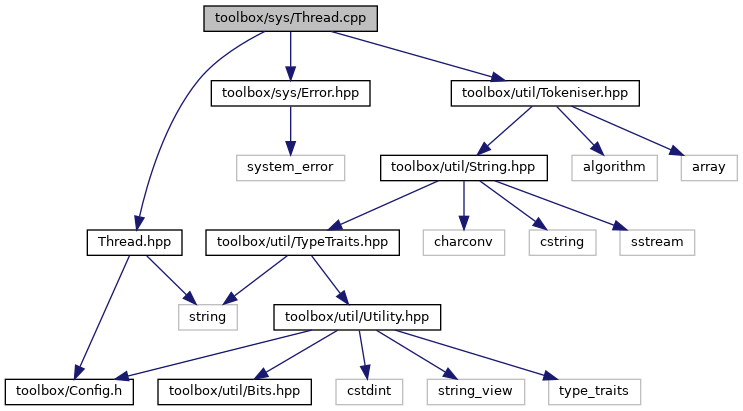 toolbox/sys/Thread.cpp
toolbox/sys/Error.hpp
toolbox/util/Tokeniser.hpp
system_error
toolbox/util/String.hpp
algorithm
array
Thread.hpp
toolbox/util/TypeTraits.hpp
charconv
cstring
sstream
string
toolbox/util/Utility.hpp
toolbox/Config.h
toolbox/util/Bits.hpp
cstdint
string_view
type_traits